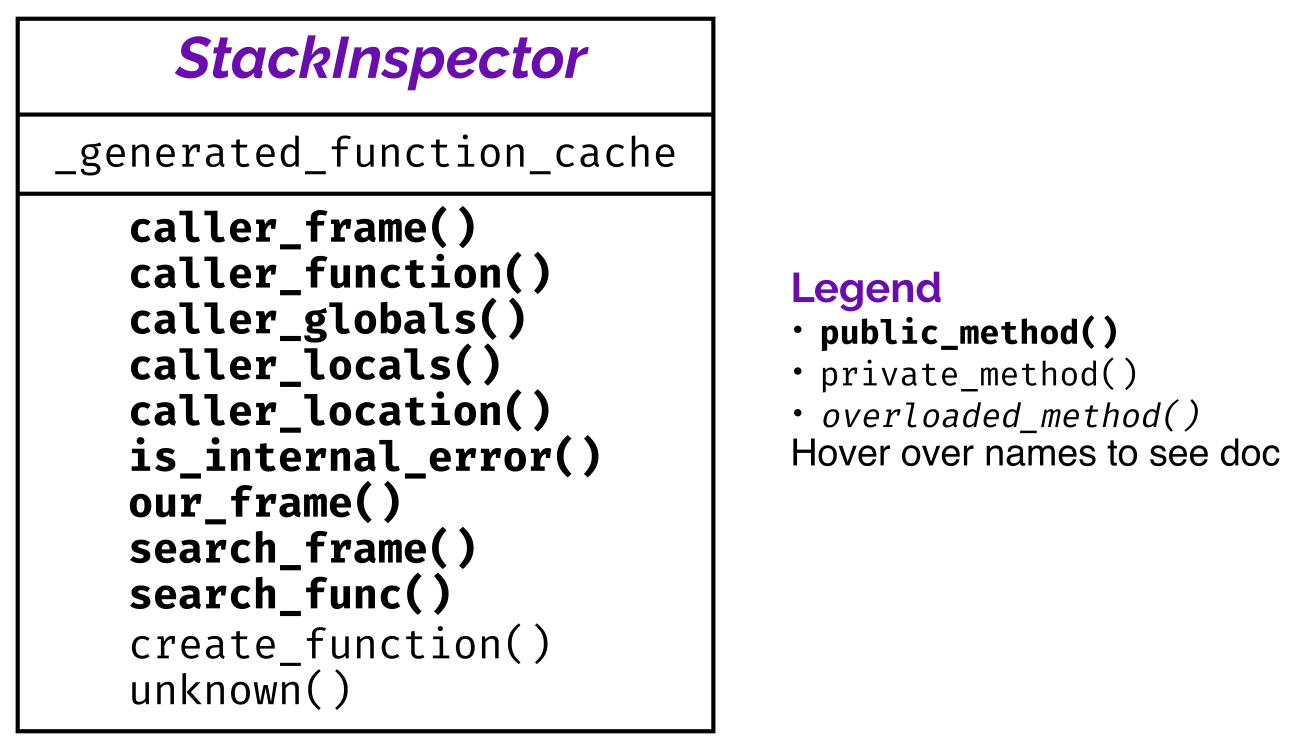 StackInspector
_generated_function_cache
caller_frame()
caller_function()
caller_globals()
caller_locals()
caller_location()
is_internal_error()
our_frame()
search_frame()
search_func()
create_function()
unknown()
Legend
• public_method()
• private_method()
• overloaded_method()
Hover over names to see doc